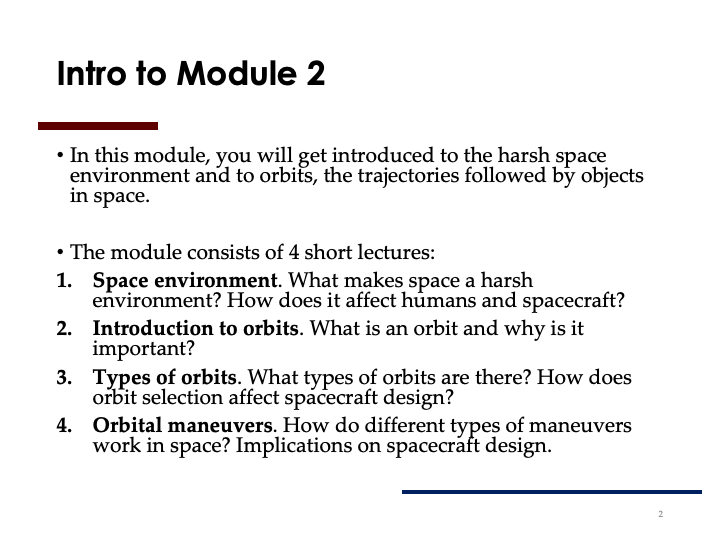 Intro to Module 2
• In this module, you will get introduced to the harsh space
environment and to orbits, the trajectories followed by objects
in space.
• The module consists of 4 short lectures:
1. Space environment. What makes space a harsh
environment? How does it affect humans and spacecraft?
2. Introduction to orbits. What is an orbit and why is it
important?
3. Types of orbits. What types of orbits are there? How does
orbit selection affect spacecraft design?
4. Orbital maneuvers. How do different types of maneuvers
work in space? Implications on spacecraft design.
2